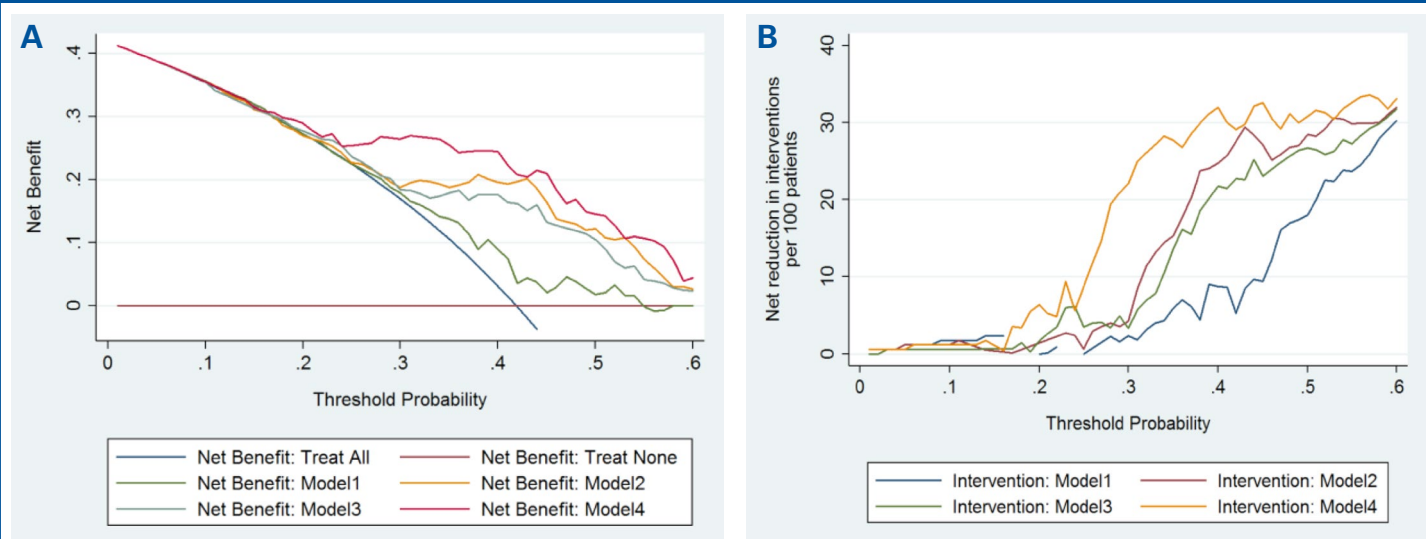 A
Net Benefit
.4
.3
.2
.1
0
0 .1 .2 .3 .4 .5 .6
Threshold Probability
Net Benefit: Treat All Net Benefit: Treat None
Net Benefit: Model1 Net Benefit: Model2
Net Benefit: Model3 Net Benefit: Model4
B
Net reduction in interventions
per 100 patients
40
30
20
10
0
0 .1 .2 .3 .4 .5 .6
Threshold Probability
Intervention: Model1 Intervention: Model2
Intervention: Model3 Intervention: Model4